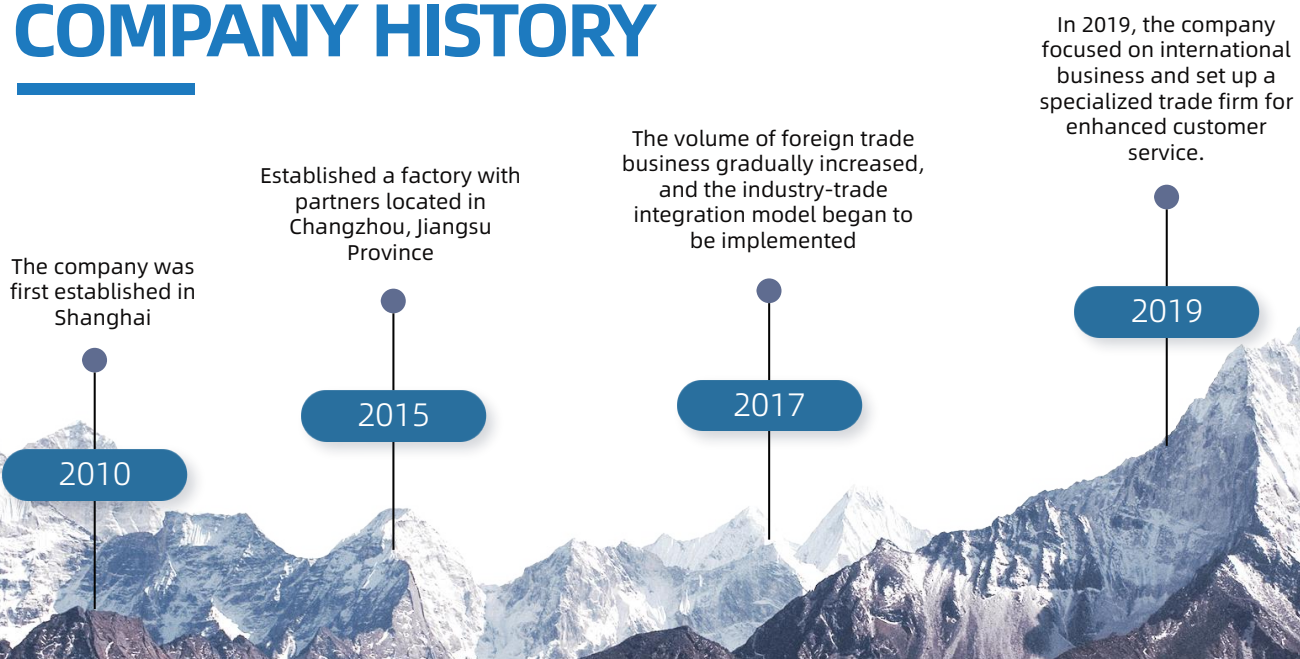 COMPANY HISTORY
The company was
first established in
Shanghai
2010
Established a factory with
partners located in
Changzhou, Jiangsu
Province
2015
The volume of foreign trade
business gradually increased,
and the industry-trade
integration model began to
be implemented
2017
In 2019, the company
focused on international
business and set up a
specialized trade firm for
enhanced customer
service.
2019